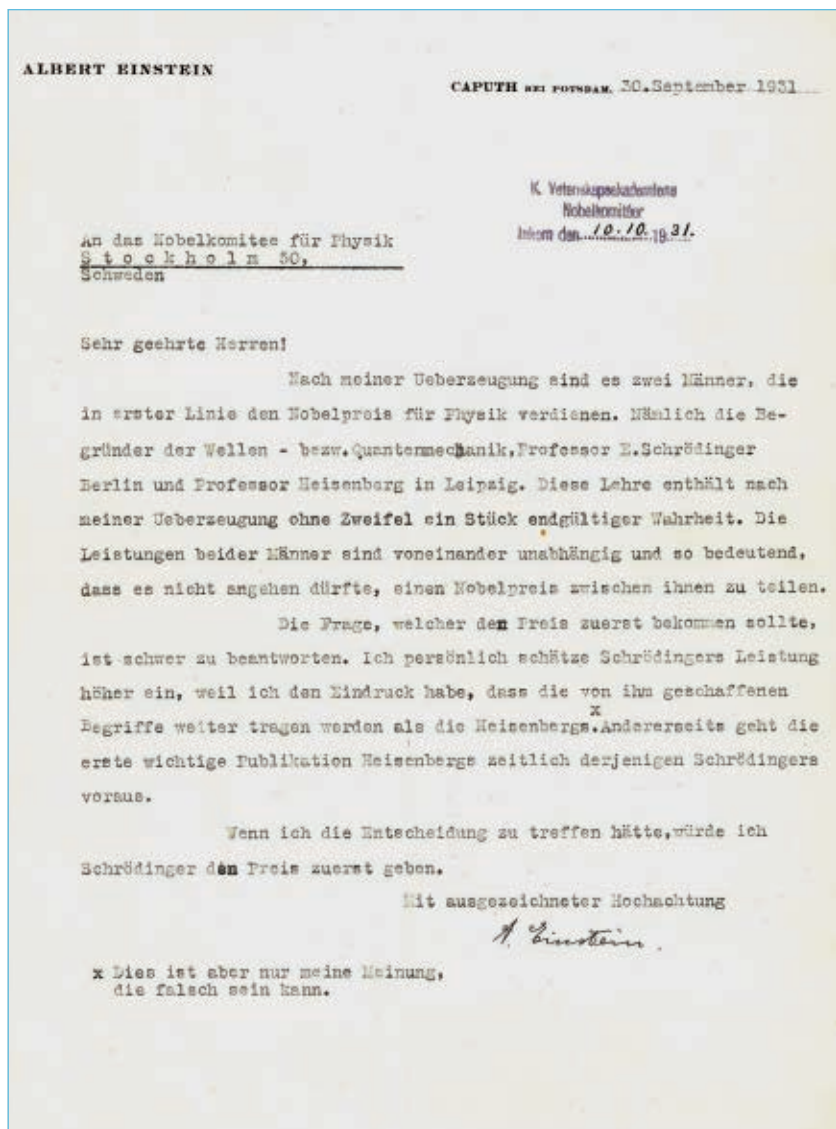 ALBERT EINSTEIN
CAPUTH BEI POTSDAM, 30.September 1931
K. Vetenskapsakademiens
Nobelkomittéer
Inkom den 10.10.1931.
An das Nobelkomitee für Physik
Stockholm 50,
Schweden
Sehr geehrte Herren!
Nach meiner Ueberzeugung sind es zwei Männer, die
in erster Linie den Nobelpreis für Physik verdienen. Nämlich die Be-
gründer der Wellen - bezw.Quantenmechanik,Professor E.Schrödinger
Berlin und Professor Heisenberg in Leipzig. Diese Lehre enthält nach
meiner Ueberzeugung ohne Zweifel ein Stück endgültiger Wahrheit. Die
Leistungen beider Männer sind voneinander unabhängig und so bedeutend,
dass es nicht angehen dürfte, einen Nobelpreis zwischen ihnen zu teilen.
Die Frage, welcher den Preis zuerst bekommen sollte,
ist schwer zu beantworten. Ich persönlich schätze Schrödingers Leistung
höher ein, weil ich den Eindruck habe, dass die von ihm geschaffenen
Begriffe weiter tragen werden als die Heisenbergs.x Andererseits geht die
erste wichtige Publikation Heisenbergs zeitlich derjenigen Schrödingers
voraus.
Wenn ich die Entscheidung zu treffen hätte,würde ich
Schrödinger den Preis zuerst geben.
Mit ausgezeichneter Hochachtung
A. Einstein.
x Dies ist aber nur meine Meinung,
die falsch sein kann.